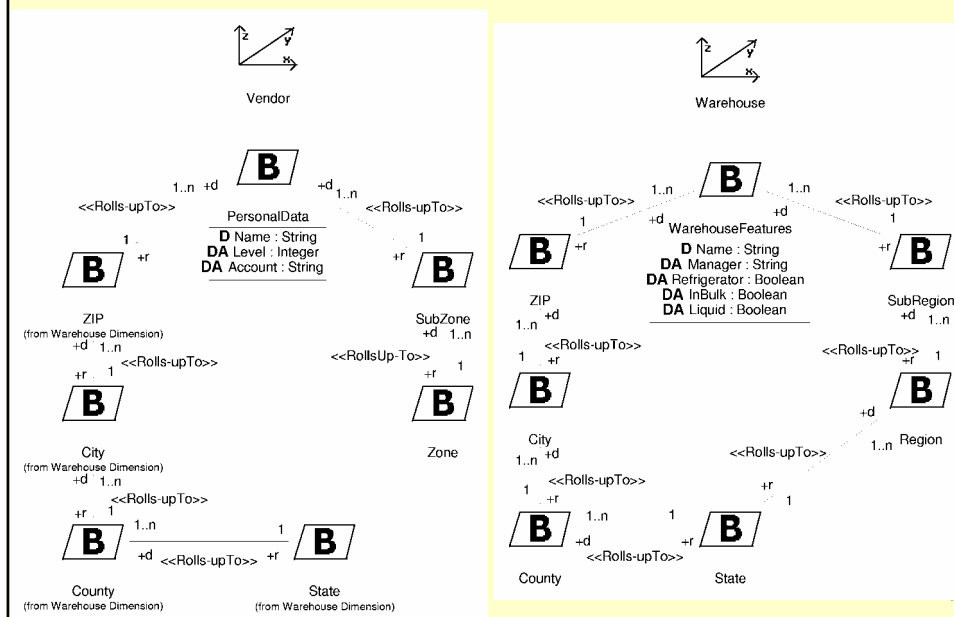 z
y
x
Vendor
B
1..n +d
+d
1..n
<<Rolls-upTo>>
<<Rolls-upTo>>
PersonalData
D Name : String
DA Level : Integer
DA Account : String
1
+r
1
+r
B
B
ZIP
(from Warehouse Dimension)
SubZone
+d 1..n
+d 1..n
<<Rolls-upTo>>
<<RollsUp-To>>
+r 1
+r 1
B
B
City
(from Warehouse Dimension)
Zone
+d 1..n
<<Rolls-upTo>>
+r 1
B
1..n
1
+d <<Rolls-upTo>> +r
B
County
(from Warehouse Dimension)
State
(from Warehouse Dimension)
z
y
x
Warehouse
B
1..n
1..n
<<Rolls-upTo>>
<<Rolls-upTo>>
+d
+d
1
1
+r
+r
WarehouseFeatures
D Name : String
DA Manager : String
DA Refrigerator : Boolean
DA InBulk : Boolean
DA Liquid : Boolean
B
B
ZIP
SubRegion
+d
1..n
+d
1..n
<<Rolls-upTo>>
<<Rolls-upTo>>
1 +r
+r 1
B
B
City
Region
1..n +d
+d
1..n
<<Rolls-upTo>>
<<Rolls-upTo>>
1
+r
+r
1
B
1..n
1
+d
+r
<<Rolls-upTo>>
B
County
State